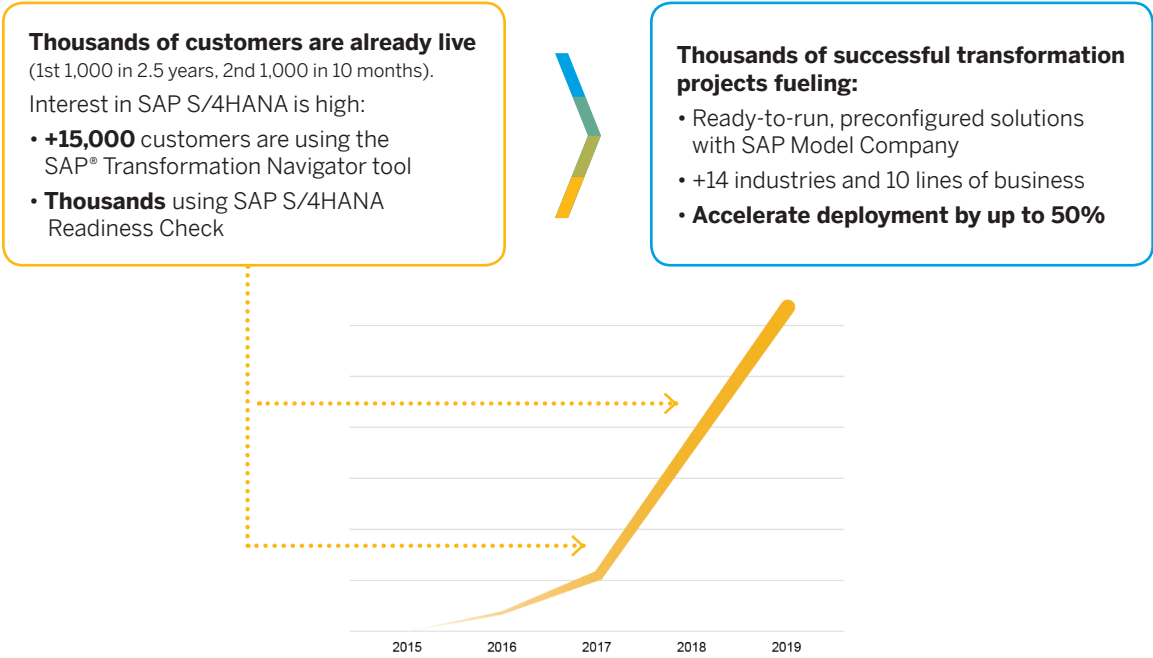 Thousands of customers are already live
(1st 1,000 in 2.5 years, 2nd 1,000 in 10 months).
Interest in SAP S/4HANA is high:
• +15,000 customers are using the
SAP® Transformation Navigator tool
• Thousands using SAP S/4HANA
Readiness Check
Thousands of successful transformation
projects fueling:
• Ready-to-run, preconfigured solutions
with SAP Model Company
• +14 industries and 10 lines of business
• Accelerate deployment by up to 50%
2015 2016 2017 2018 2019